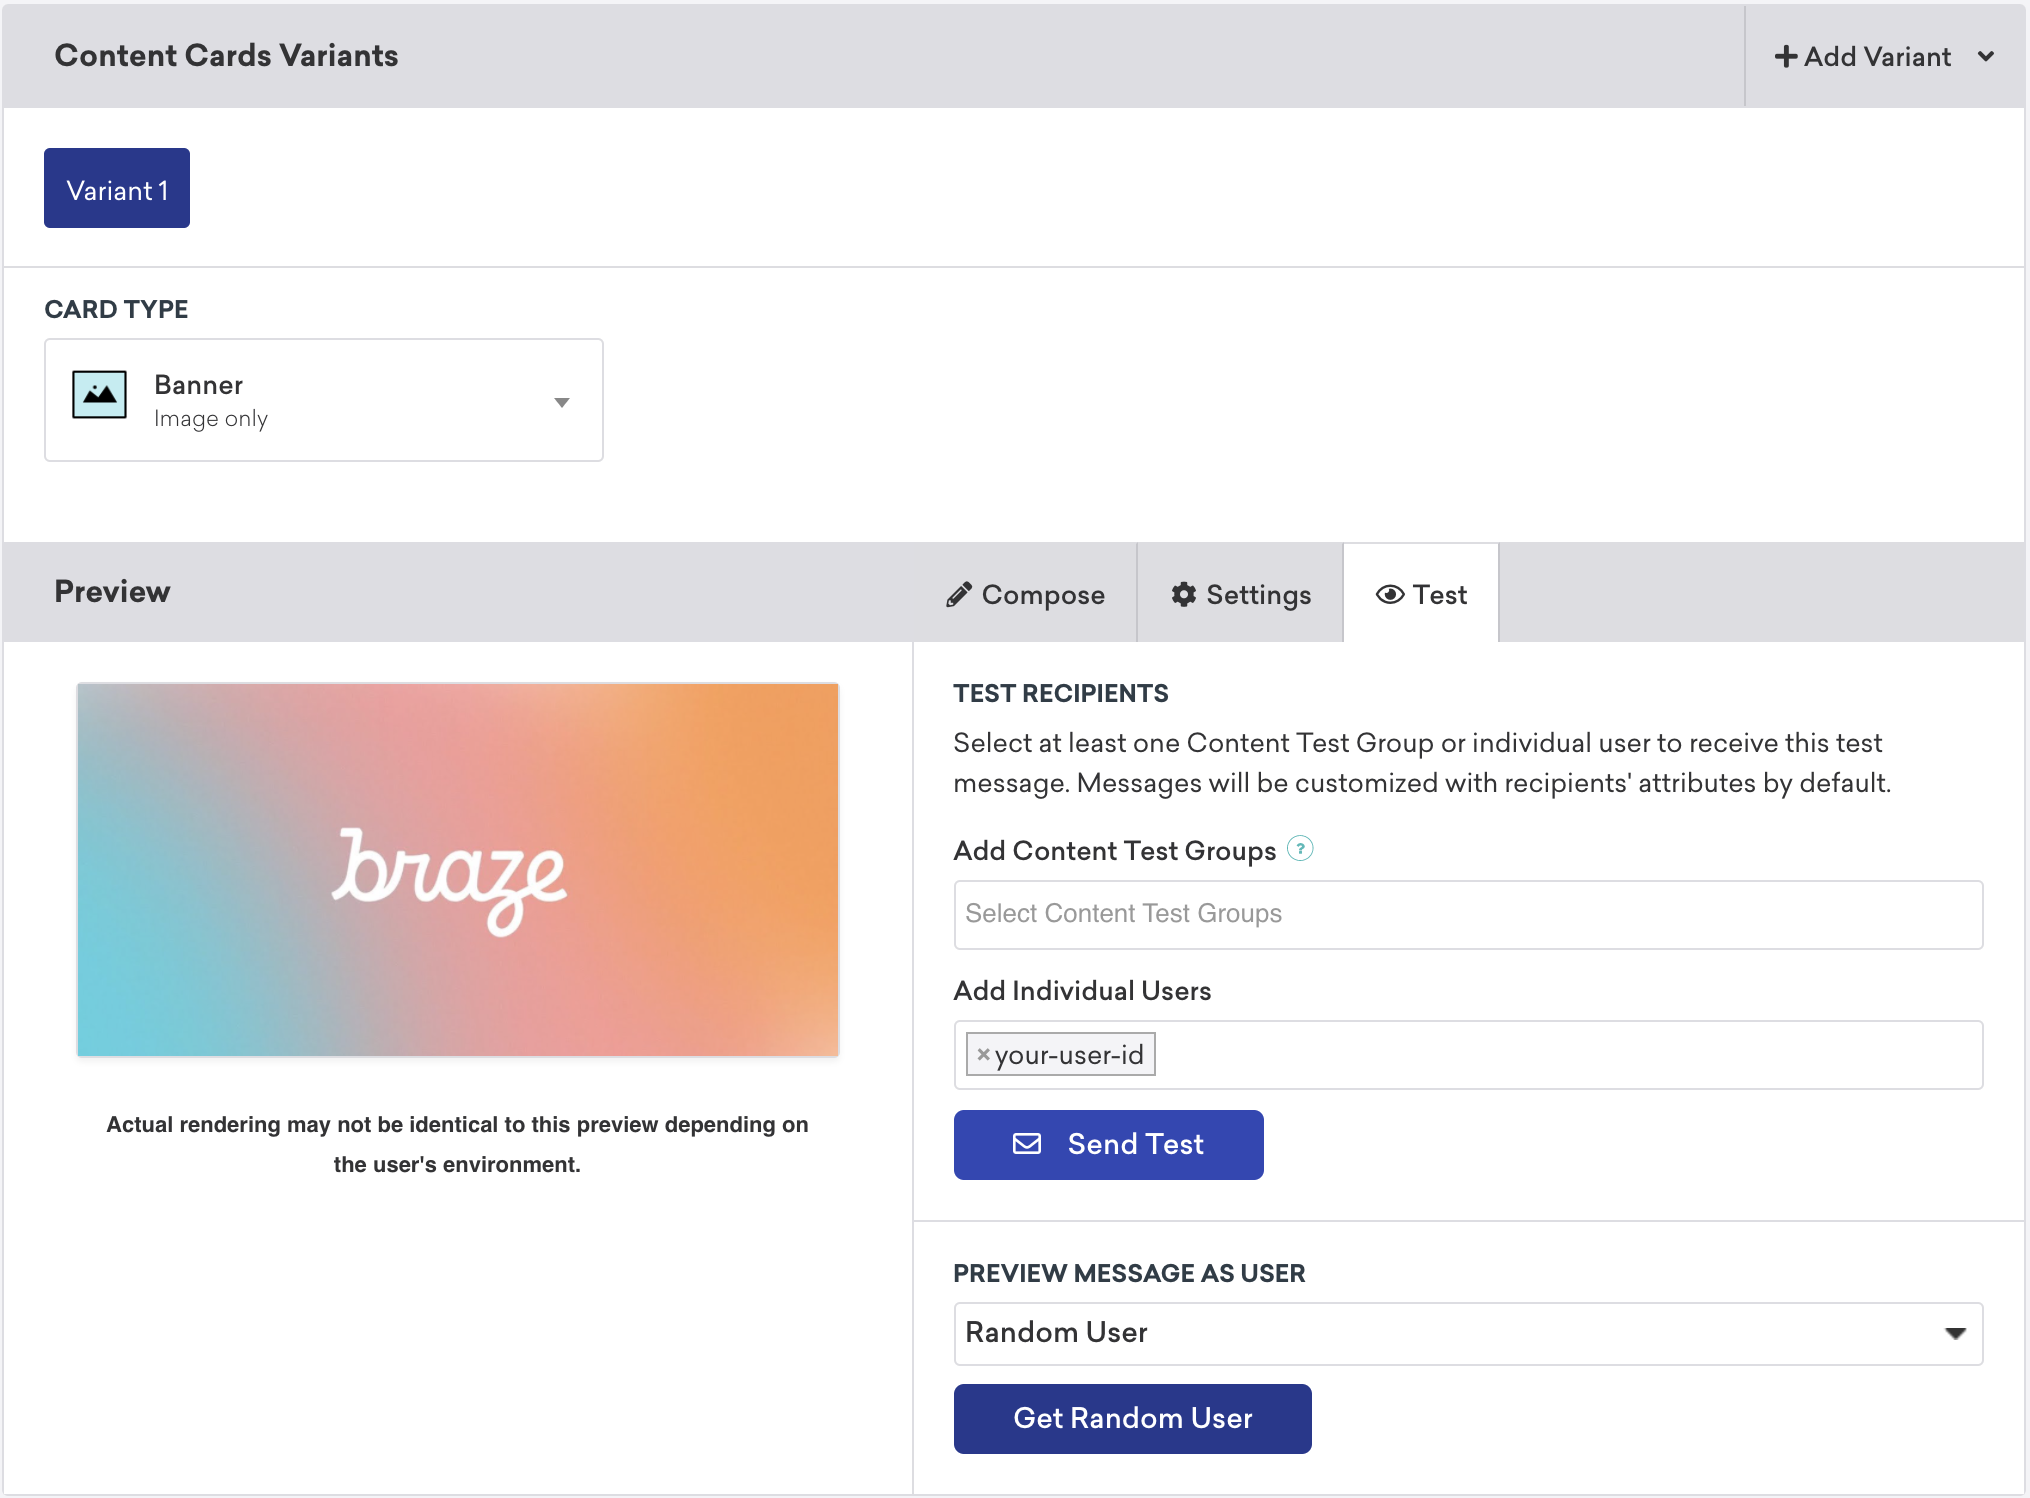 Content Cards Variants
Add Variant
Variant 1
CARD TYPE
Banner
Image only
Preview
Compose
Settings
Test
braze
Actual rendering may not be identical to this preview depending on
the user's environment.
TEST RECIPIENTS
Select at least one Content Test Group or individual user to receive this test
message. Messages will be customized with recipients' attributes by default.
Add Content Test Groups ?
Select Content Test Groups
Add Individual Users
× your-user-id
Send Test
PREVIEW MESSAGE AS USER
Random User
Get Random User